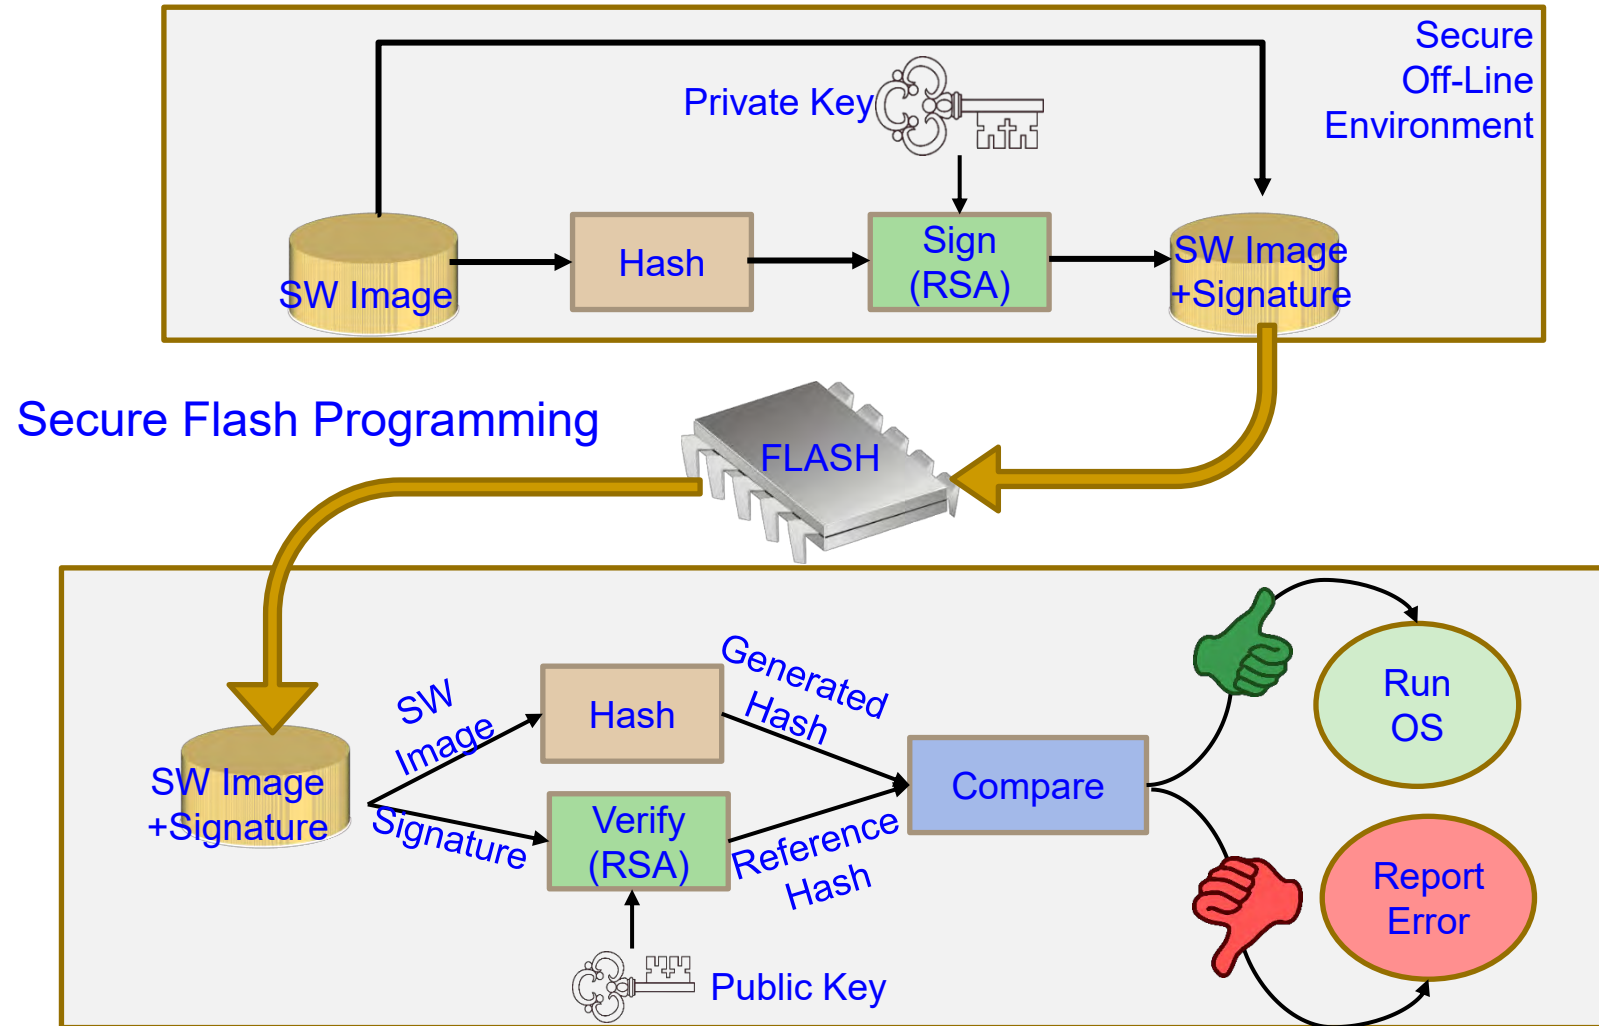 Secure
Off-Line
Environment
Private Key
SW Image
Hash
Sign
(RSA)
SW Image
+Signature
Secure Flash Programming
FLASH
SW Image
+Signature
SW
Image
Signature
Hash
Verify
(RSA)
Public Key
Generated
Hash
Reference
Hash
Compare
Run
OS
Report
Error